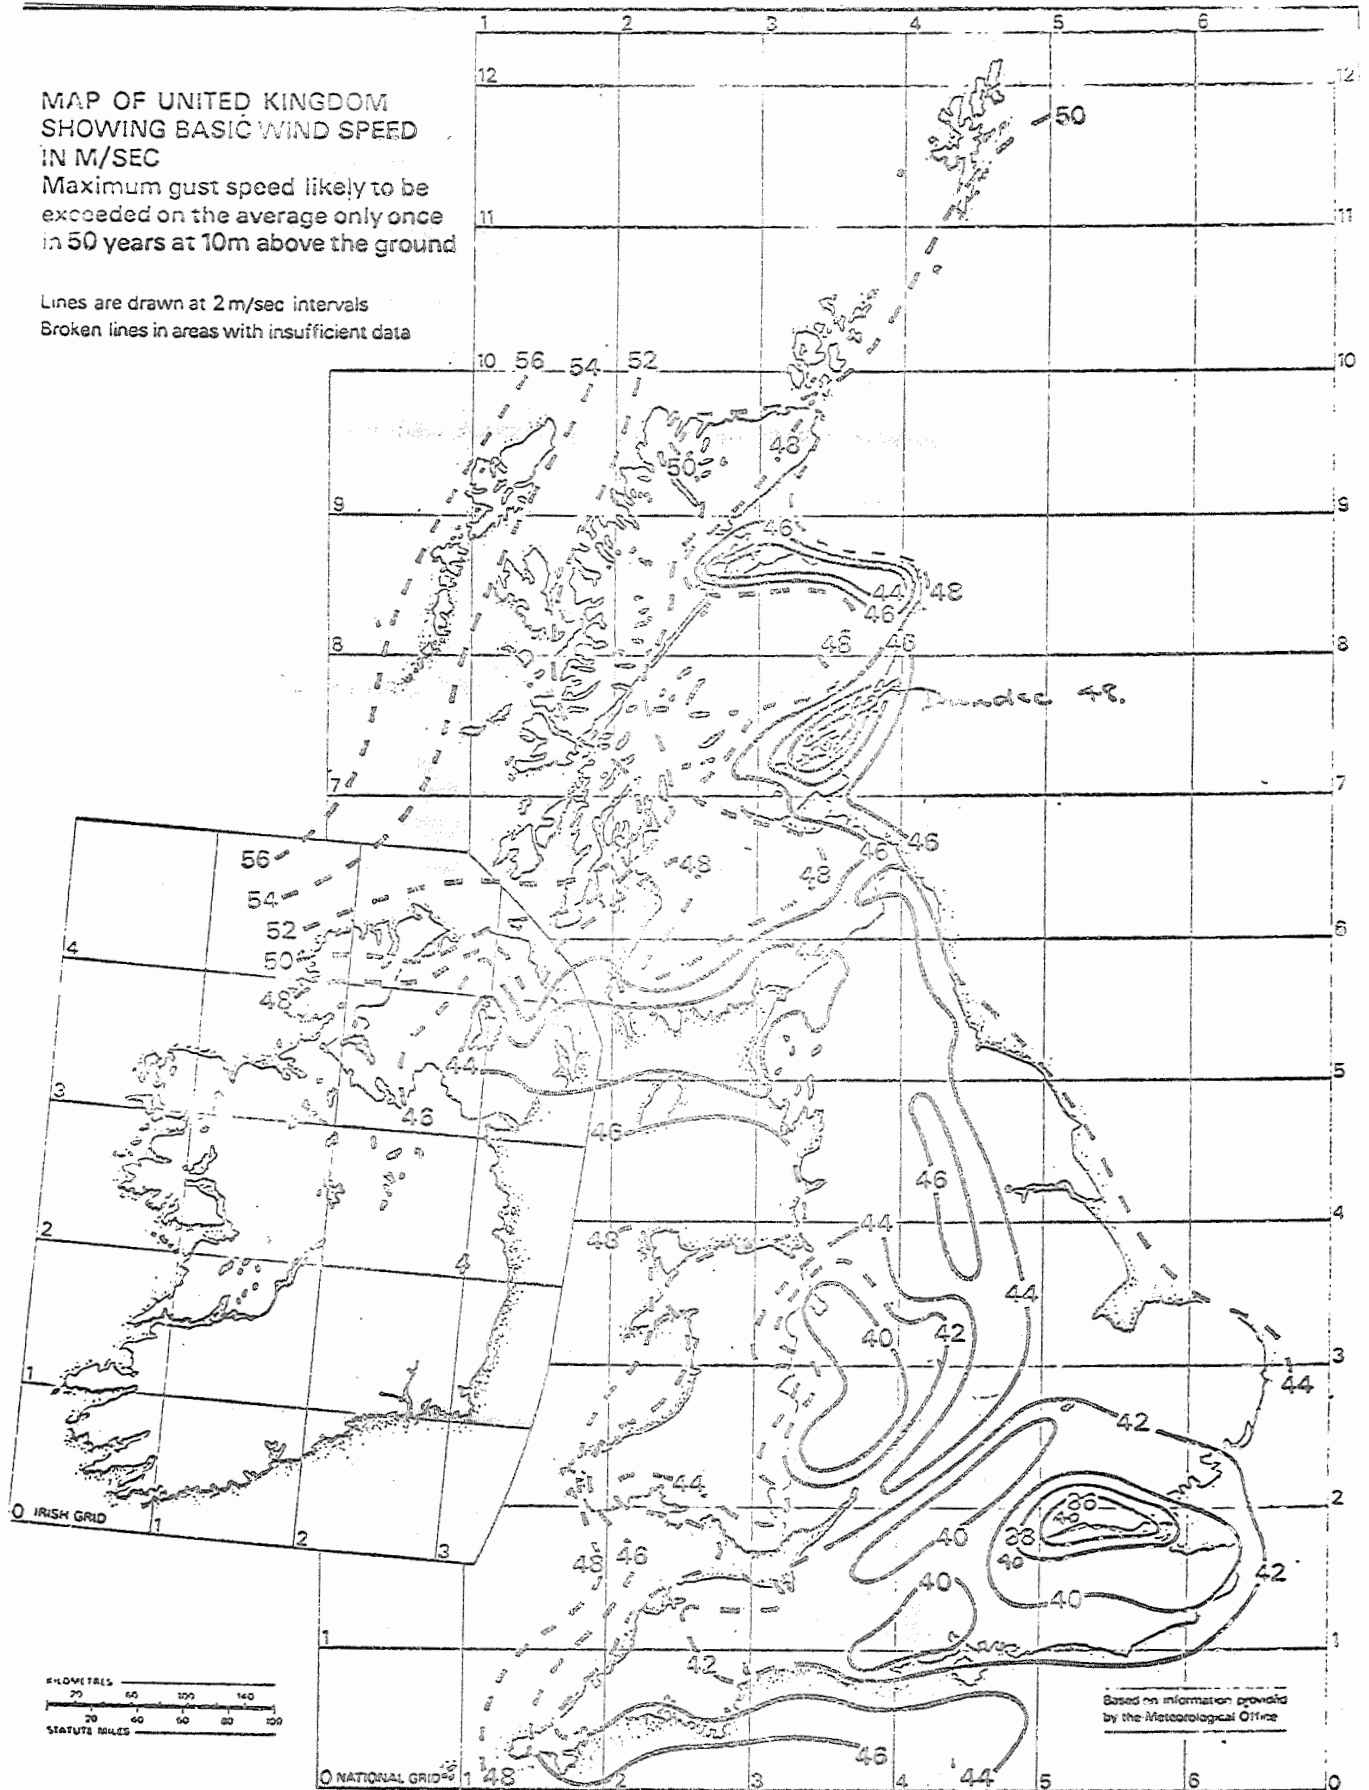 1 2 3 4 5 6
12 12
MAP OF UNITED KINGDOM
SHOWING BASIC WIND SPEED
IN M/SEC
Maximum gust speed likely to be
exceeded on the average only once
in 50 years at 10m above the ground
50
11 11
Lines are drawn at 2 m/sec intervals
Broken lines in areas with insufficient data
10 56 54 52 10
48
50
9 9
46
44 48
46
8 48 46 8
Dundee 48.
7 7
56 48 48 46 46
54
52
4 50 6
48
44 5
3 46 46
46
2 48 44 4
4 44
40 42 3
1 44
42
44 2
0 IRISH GRID 1 2 3
36
40
38
48 46 40 40 42
40 40
1 42 1
KILOMETRES
20 60 100 140
20 40 60 80 100
STATUTE MILES
Based on information provided
by the Meteorological Office
46
0 NATIONAL GRID 1 48 2 3 4 44 5 6 0